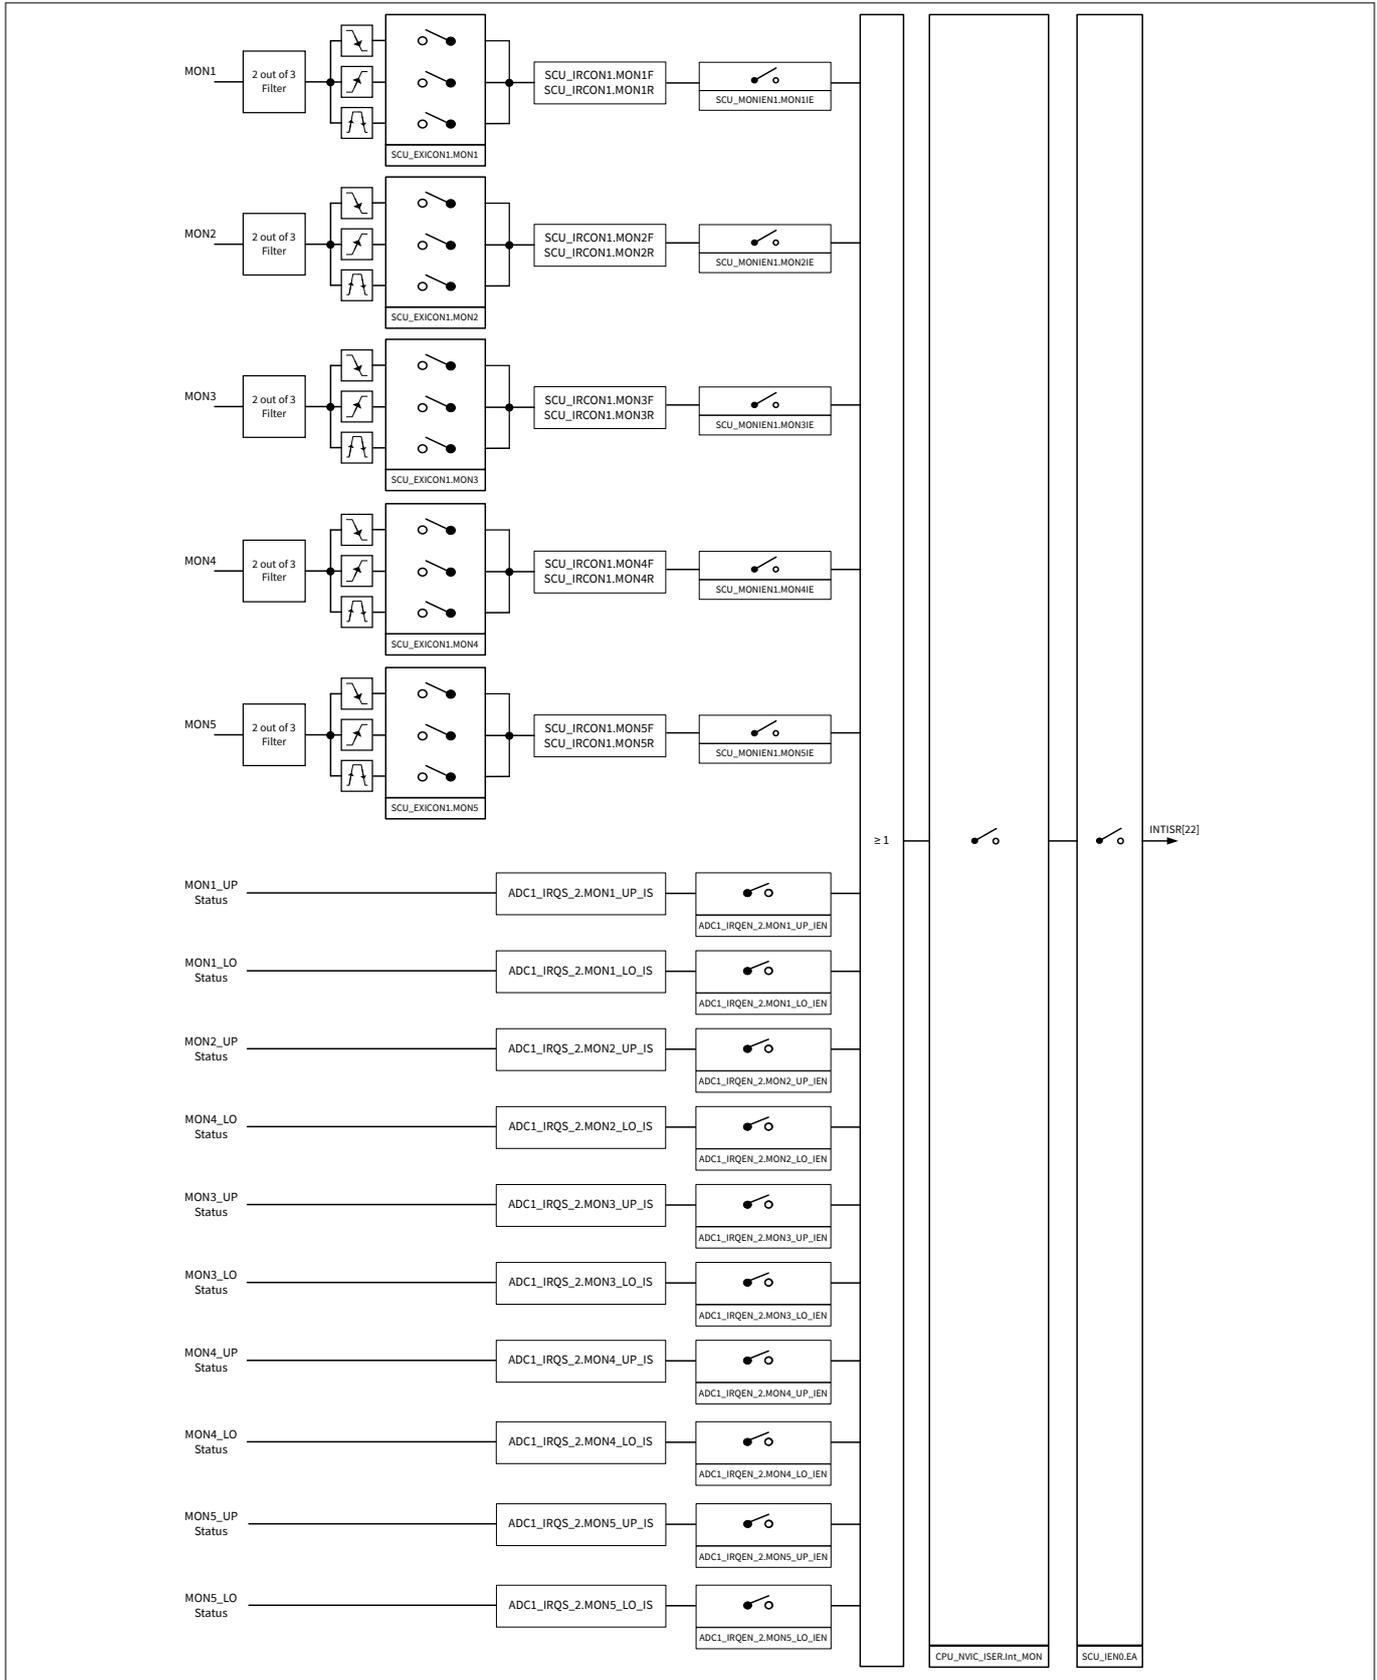 MON1
2 out of 3
Filter
SCU_EXICON1.MON1
SCU_IRCON1.MON1F
SCU_IRCON1.MON1R
SCU_MONIEN1.MON1IE
MON2
2 out of 3
Filter
SCU_EXICON1.MON2
SCU_IRCON1.MON2F
SCU_IRCON1.MON2R
SCU_MONIEN1.MON2IE
MON3
2 out of 3
Filter
SCU_EXICON1.MON3
SCU_IRCON1.MON3F
SCU_IRCON1.MON3R
SCU_MONIEN1.MON3IE
MON4
2 out of 3
Filter
SCU_EXICON1.MON4
SCU_IRCON1.MON4F
SCU_IRCON1.MON4R
SCU_MONIEN1.MON4IE
MON5
2 out of 3
Filter
SCU_EXICON1.MON5
SCU_IRCON1.MON5F
SCU_IRCON1.MON5R
SCU_MONIEN1.MON5IE
≥ 1
INTISR[22]
MON1_UP
Status
ADC1_IRQS_2.MON1_UP_IS
ADC1_IRQEN_2.MON1_UP_IEN
MON1_LO
Status
ADC1_IRQS_2.MON1_LO_IS
ADC1_IRQEN_2.MON1_LO_IEN
MON2_UP
Status
ADC1_IRQS_2.MON2_UP_IS
ADC1_IRQEN_2.MON2_UP_IEN
MON4_LO
Status
ADC1_IRQS_2.MON2_LO_IS
ADC1_IRQEN_2.MON2_LO_IEN
MON3_UP
Status
ADC1_IRQS_2.MON3_UP_IS
ADC1_IRQEN_2.MON3_UP_IEN
MON3_LO
Status
ADC1_IRQS_2.MON3_LO_IS
ADC1_IRQEN_2.MON3_LO_IEN
MON4_UP
Status
ADC1_IRQS_2.MON4_UP_IS
ADC1_IRQEN_2.MON4_UP_IEN
MON4_LO
Status
ADC1_IRQS_2.MON4_LO_IS
ADC1_IRQEN_2.MON4_LO_IEN
MON5_UP
Status
ADC1_IRQS_2.MON5_UP_IS
ADC1_IRQEN_2.MON5_UP_IEN
MON5_LO
Status
ADC1_IRQS_2.MON5_LO_IS
ADC1_IRQEN_2.MON5_LO_IEN
CPU_NVIC_ISER.Int_MON
SCU_IEN0.EA